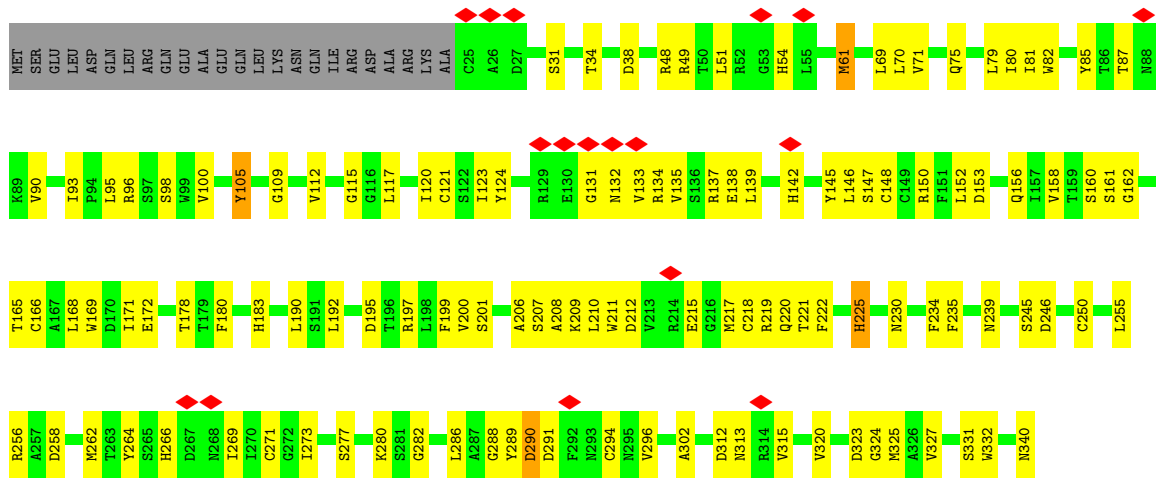 MET SER GLU LEU ASP GLN LEU ARG GLN GLU ALA GLU GLN LEU LYS ASN GLN ILE ARG ASP ALA ARG LYS ALA C25 A26 D27 S31 T34 D38 R48 R49 T50 L51 R52 G53 H54 L55 M61 L69 L70 V71 Q75 L79 I80 I81 W82 Y85 T86 T87 N88
K89 V90 I93 P94 L95 R96 S97 S98 W99 V100 Y105 G109 V112 G115 G116 L117 I120 C121 S122 I123 Y124 R129 E130 G131 N132 V133 R134 V135 S136 R137 E138 L139 H142 Y145 L146 S147 C148 C149 R150 F151 L152 D153 Q156 I157 V158 T159 S160 S161 G162
T165 C166 A167 L168 W169 D170 I171 E172 T178 T179 F180 H183 L190 S191 L192 D195 T196 R197 L198 F199 V200 S201 A206 S207 A208 K209 L210 W211 D212 V213 R214 E215 G216 M217 C218 R219 Q220 T221 F222 H225 N230 F234 F235 N239 S245 D246 C250 L255
R256 A257 D258 M262 T263 Y264 S265 H266 D267 N268 I269 I270 C271 G272 I273 S277 K280 S281 G282 L286 A287 G288 Y289 D290 D291 F292 N293 C294 N295 V296 A302 D312 N313 R314 V315 V320 D323 G324 M325 A326 V327 S331 W332 N340